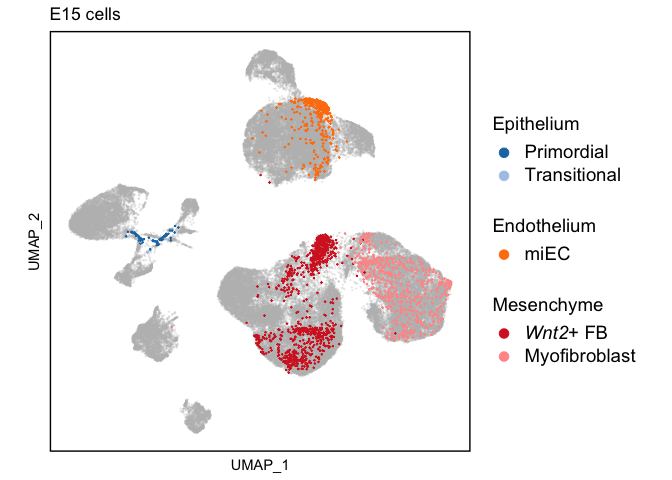 E15 cells
UMAP_2
UMAP_1
Epithelium
Primordial
Transitional
Endothelium
miEC
Mesenchyme
Wnt2+ FB
Myofibroblast